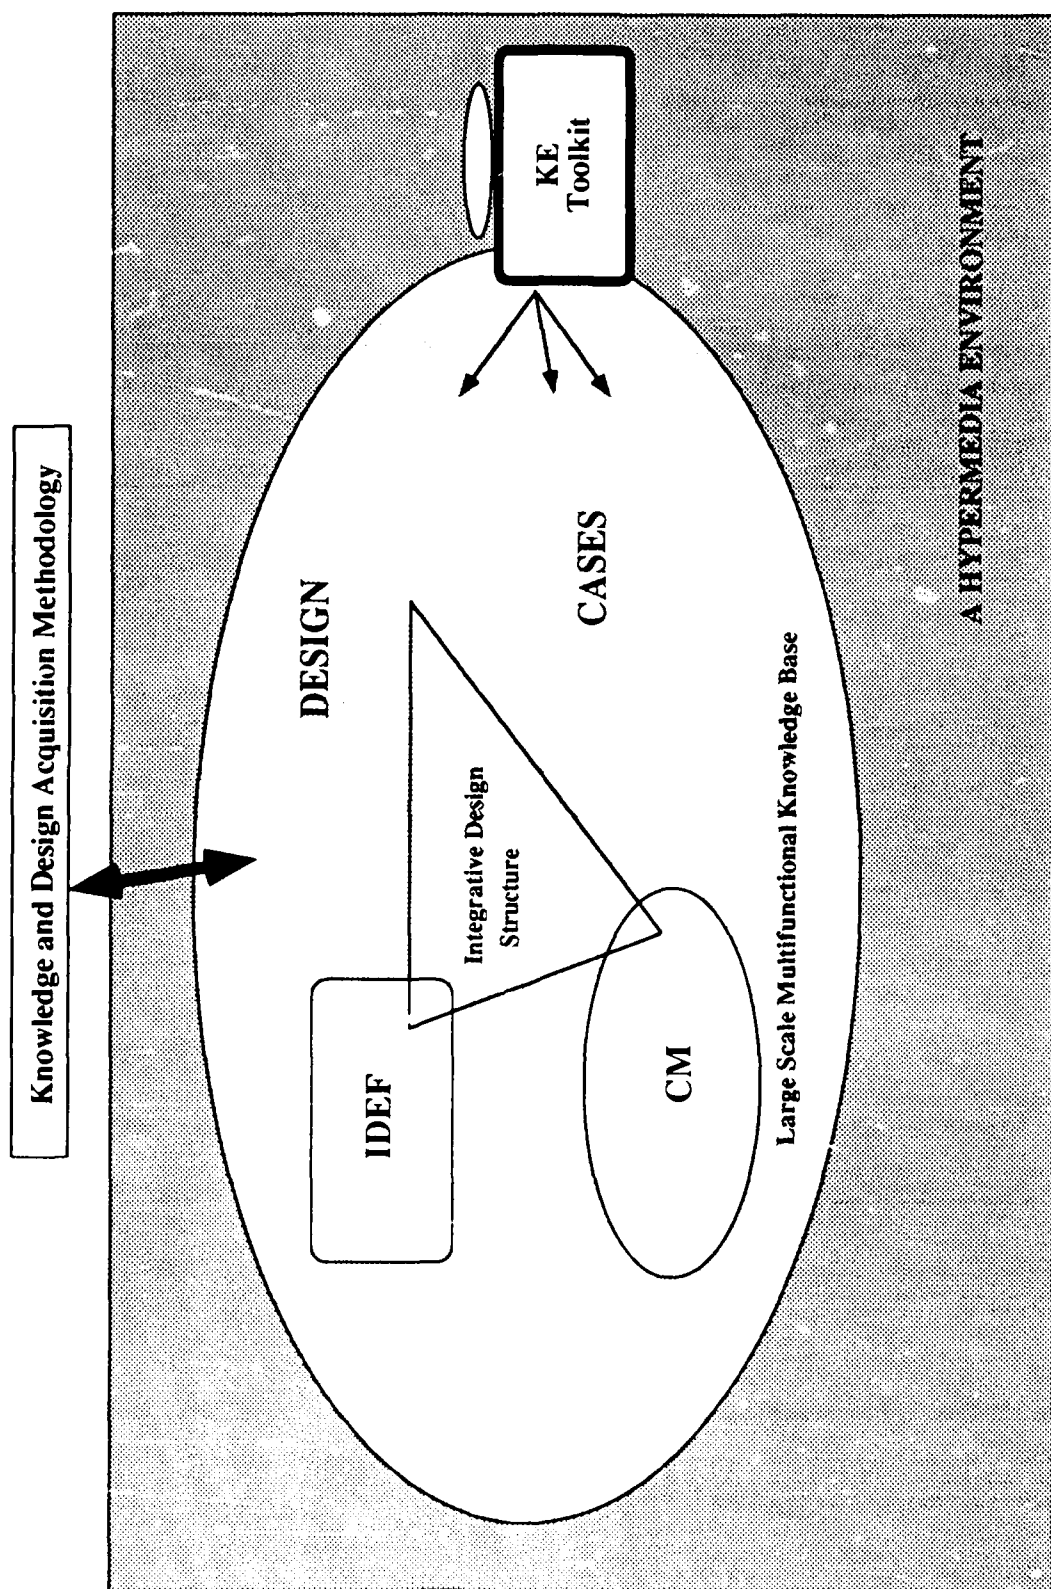 Knowledge and Design Acquisition Methodology
DESIGN
KE
Toolkit
IDEF
Integrative Design
Structure
CASES
CM
Large Scale Multifunctional Knowledge Base
A HYPERMEDIA ENVIRONMENT